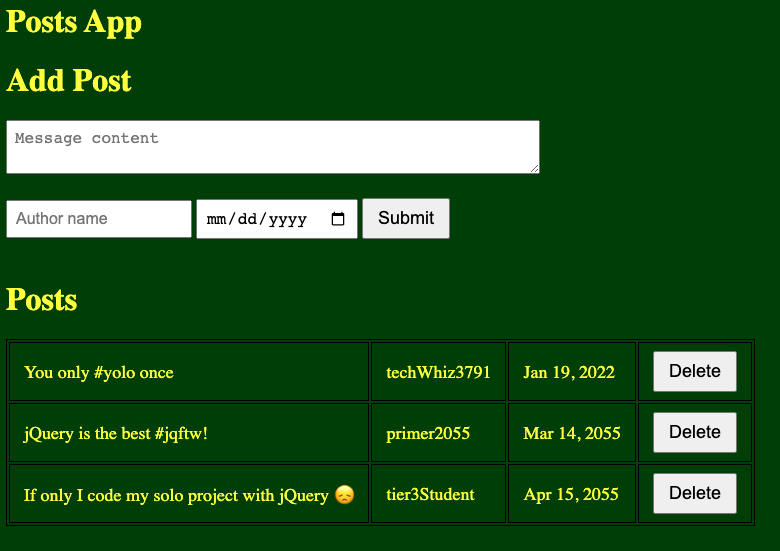 Posts App
Add Post
Message content
Author name mm/dd/yyyy Submit
Posts
You only #yolo once techWhiz3791 Jan 19, 2022 Delete
jQuery is the best #jqftw! primer2055 Mar 14, 2055 Delete
If only I code my solo project with jQuery 😞 tier3Student Apr 15, 2055 Delete